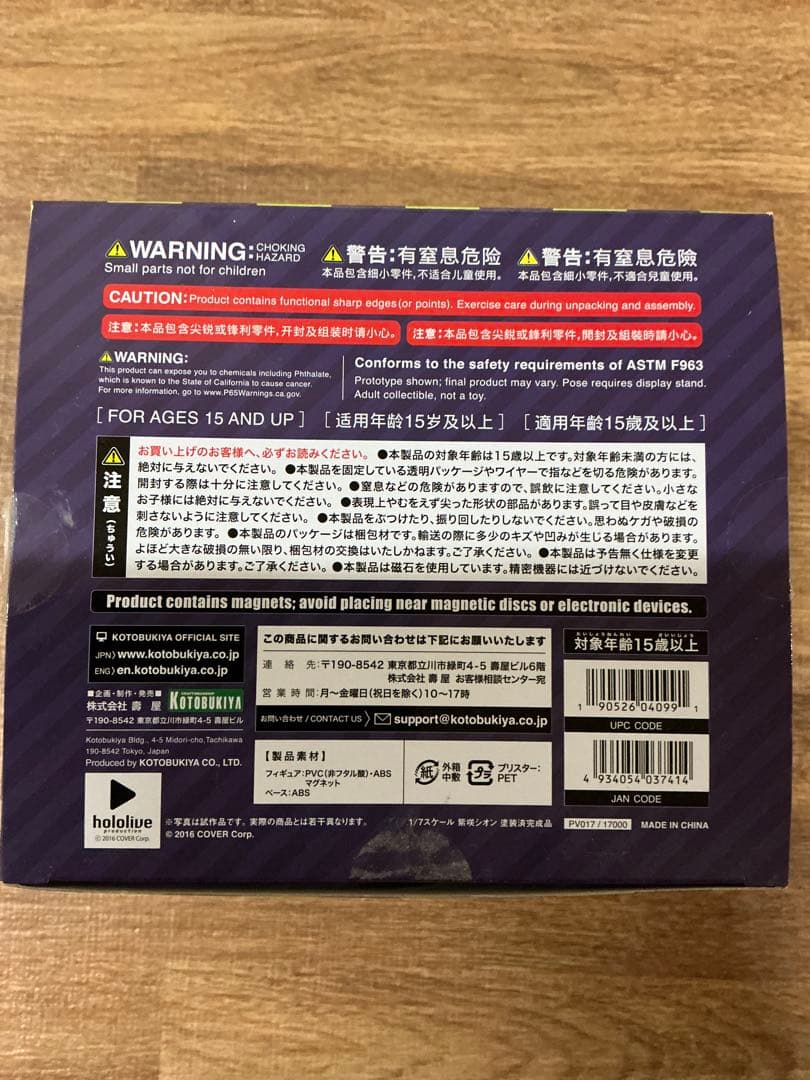 ⚠WARNING: CHOKING HAZARD
Small parts not for children
⚠警告:有窒息危险
本品包含细小零件,不适合儿童使用。
⚠警告:有窒息危險
本品包含細小零件,不適合兒童使用。
CAUTION: Product contains functional sharp edges (or points). Exercise care during unpacking and assembly.
注意:本品包含尖锐或锋利零件,开封及组装时请小心。
注意:本品包含尖銳或鋒利零件,開封及組裝時請小心。
⚠WARNING:
This product can expose you to chemicals including Phthalate,
which is known to the State of California to cause cancer.
For more information, go to www.P65Warnings.ca.gov.
Conforms to the safety requirements of ASTM F963
Prototype shown; final product may vary. Pose requires display stand.
Adult collectible, not a toy.
[FOR AGES 15 AND UP]
[适用年龄15岁及以上]
[適用年齡15歲及以上]
⚠注意(ちゅうい)
お買い上げのお客様へ、必ずお読みください。 ●本製品の対象年齢は15歳以上です。対象年齢未満の方には、
絶対に与えないでください。 ●本製品を固定している透明パッケージやワイヤーで指などを切る危険があります。
開封する際は十分に注意してください。 ●窒息などの危険がありますので、誤飲に注意してください。小さな
お子様には絶対に与えないでください。 ●表現上やむをえず尖った形状の部品があります。誤って目や皮膚などを
刺さないように注意してください。 ●本製品をぶつけたり、振り回したりしないでください。思わぬケガや破損の
危険があります。 ●本製品のパッケージは梱包材です。輸送の際に多少のキズや凹みが生じる場合があります。
よほど大きな破損の無い限り、梱包材の交換はいたしかねます。ご了承ください。 ●本製品は予告無く仕様を変更
する場合があります。ご了承ください。 ●本製品は磁石を使用しています。精密機器には近づけないでください。
Product contains magnets; avoid placing near magnetic discs or electronic devices.
KOTOBUKIYA OFFICIAL SITE
JPN〉www.kotobukiya.co.jp
ENG〉en.kotobukiya.co.jp
■企画・制作・発売■
株式会社 壽 屋
KOTOBUKIYA
〒190-8542 東京都立川市緑町4-5 壽屋ビル
Kotobukiya Bldg., 4-5 Midori-cho,Tachikawa
190-8542 Tokyo, Japan
Produced by KOTOBUKIYA CO., LTD.
この商品に関するお問い合わせは下記にお願いいたします
連絡先:〒190-8542 東京都立川市緑町4-5 壽屋ビル6階
株式会社 壽 屋 お客様相談センター宛
営業時間:月〜金曜日(祝日を除く)10〜17時
お問い合わせ / CONTACT US 〉 support@kotobukiya.co.jp
【製品素材】
フィギュア:PVC(非フタル酸)・ABS
マグネット
ベース:ABS
紙 外箱
中敷
プラ ブリスター:
PET
たいしょうねんれい さいいじょう
対象年齢15歳以上
1 90526 04099 1
UPC CODE
4 934054 037414
JAN CODE
hololive
production
©2016 COVER Corp.
※写真は試作品です。実際の商品とは若干異なります。
© 2016 COVER Corp.
1/7スケール 紫咲シオン 塗装済完成品
PV017 / 17000
MADE IN CHINA